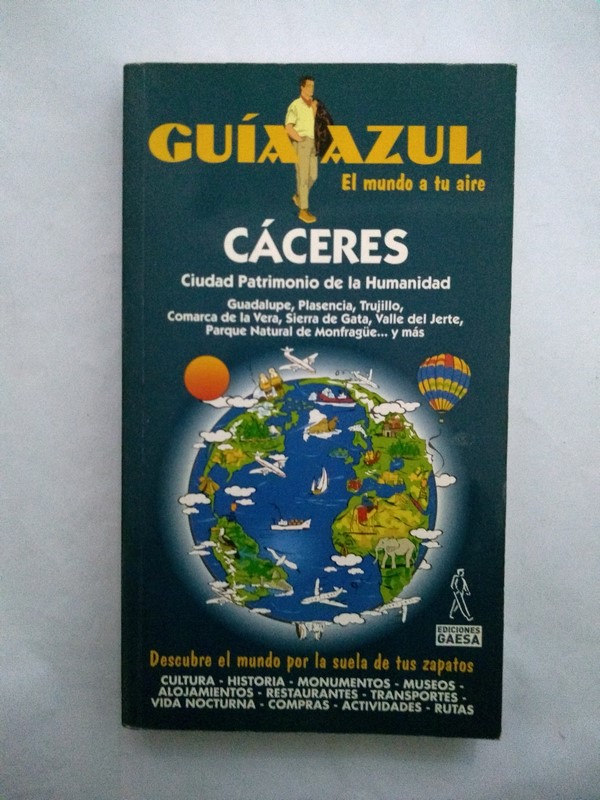 GUÍA AZUL
El mundo a tu aire
CÁCERES
Ciudad Patrimonio de la Humanidad
Guadalupe, Plasencia, Trujillo,
Comarca de la Vera, Sierra de Gata, Valle del Jerte,
Parque Natural de Monfragüe... y más
EDICIONES
GAESA
Descubre el mundo por la suela de tus zapatos
CULTURA - HISTORIA - MONUMENTOS - MUSEOS -
ALOJAMIENTOS - RESTAURANTES - TRANSPORTES -
VIDA NOCTURNA - COMPRAS - ACTIVIDADES - RUTAS